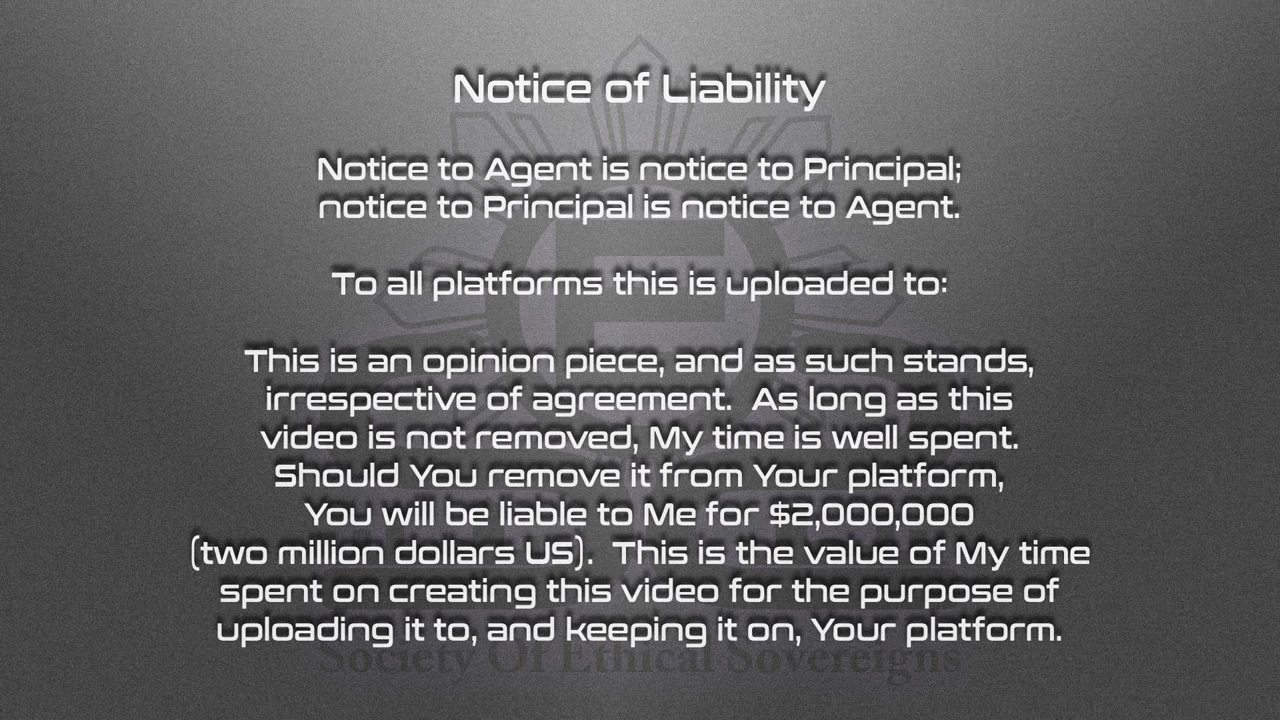 Notice of Liability
Notice to Agent is notice to Principal;
notice to Principal is notice to Agent.
To all platforms this is uploaded to:
This is an opinion piece, and as such stands,
irrespective of agreement.  As long as this
video is not removed, My time is well spent.
Should You remove it from Your platform,
You will be liable to Me for $2,000,000
(two million dollars US).  This is the value of My time
spent on creating this video for the purpose of
uploading it to, and keeping it on, Your platform.
Society Of Ethical Sovereigns